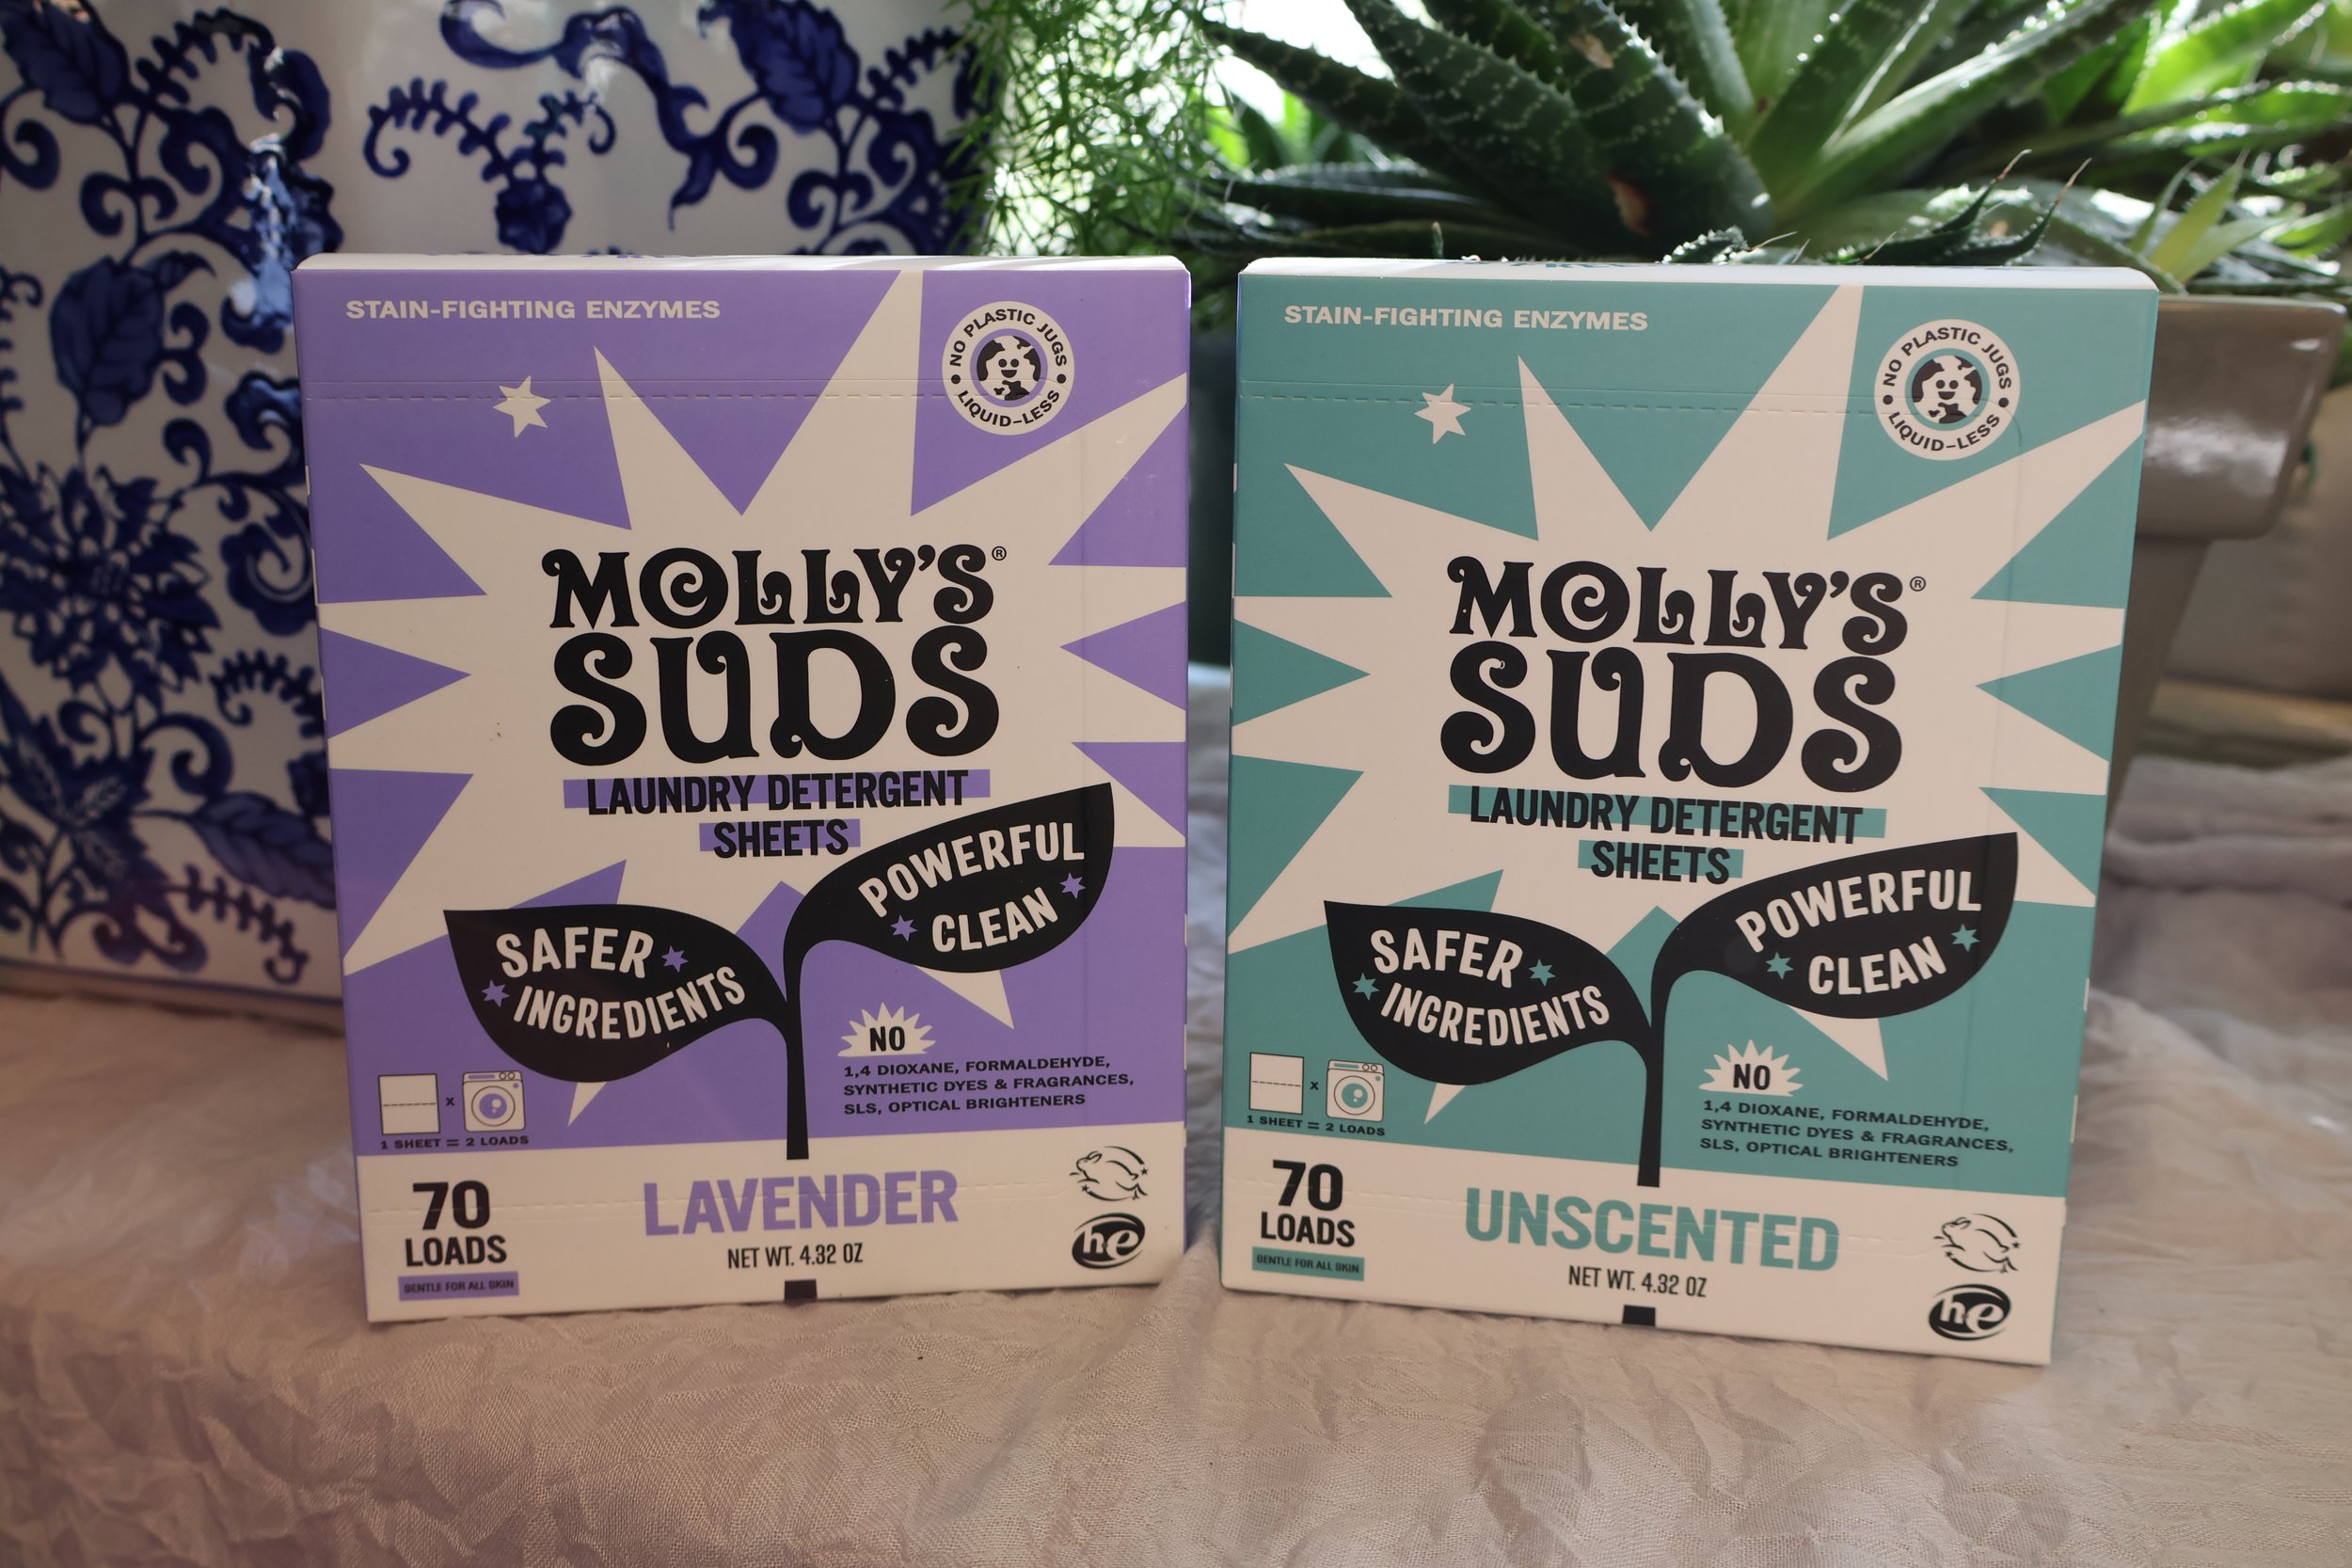 STAIN-FIGHTING ENZYMES
NO PLASTIC JUGS
LIQUID-LESS
MOLLY'S®
SUDS
LAUNDRY DETERGENT
SHEETS
POWERFUL
CLEAN
SAFER
INGREDIENTS
NO
1,4 DIOXANE, FORMALDEHYDE,
SYNTHETIC DYES & FRAGRANCES,
SLS, OPTICAL BRIGHTENERS
x
1 SHEET = 2 LOADS
70
LOADS
GENTLE FOR ALL SKIN
LAVENDER
NET WT. 4.32 OZ
he
STAIN-FIGHTING ENZYMES
NO PLASTIC JUGS
LIQUID-LESS
MOLLY'S®
SUDS
LAUNDRY DETERGENT
SHEETS
POWERFUL
CLEAN
SAFER
INGREDIENTS
NO
1,4 DIOXANE, FORMALDEHYDE,
SYNTHETIC DYES & FRAGRANCES,
SLS, OPTICAL BRIGHTENERS
x
1 SHEET = 2 LOADS
70
LOADS
GENTLE FOR ALL SKIN
UNSCENTED
NET WT. 4.32 OZ
he